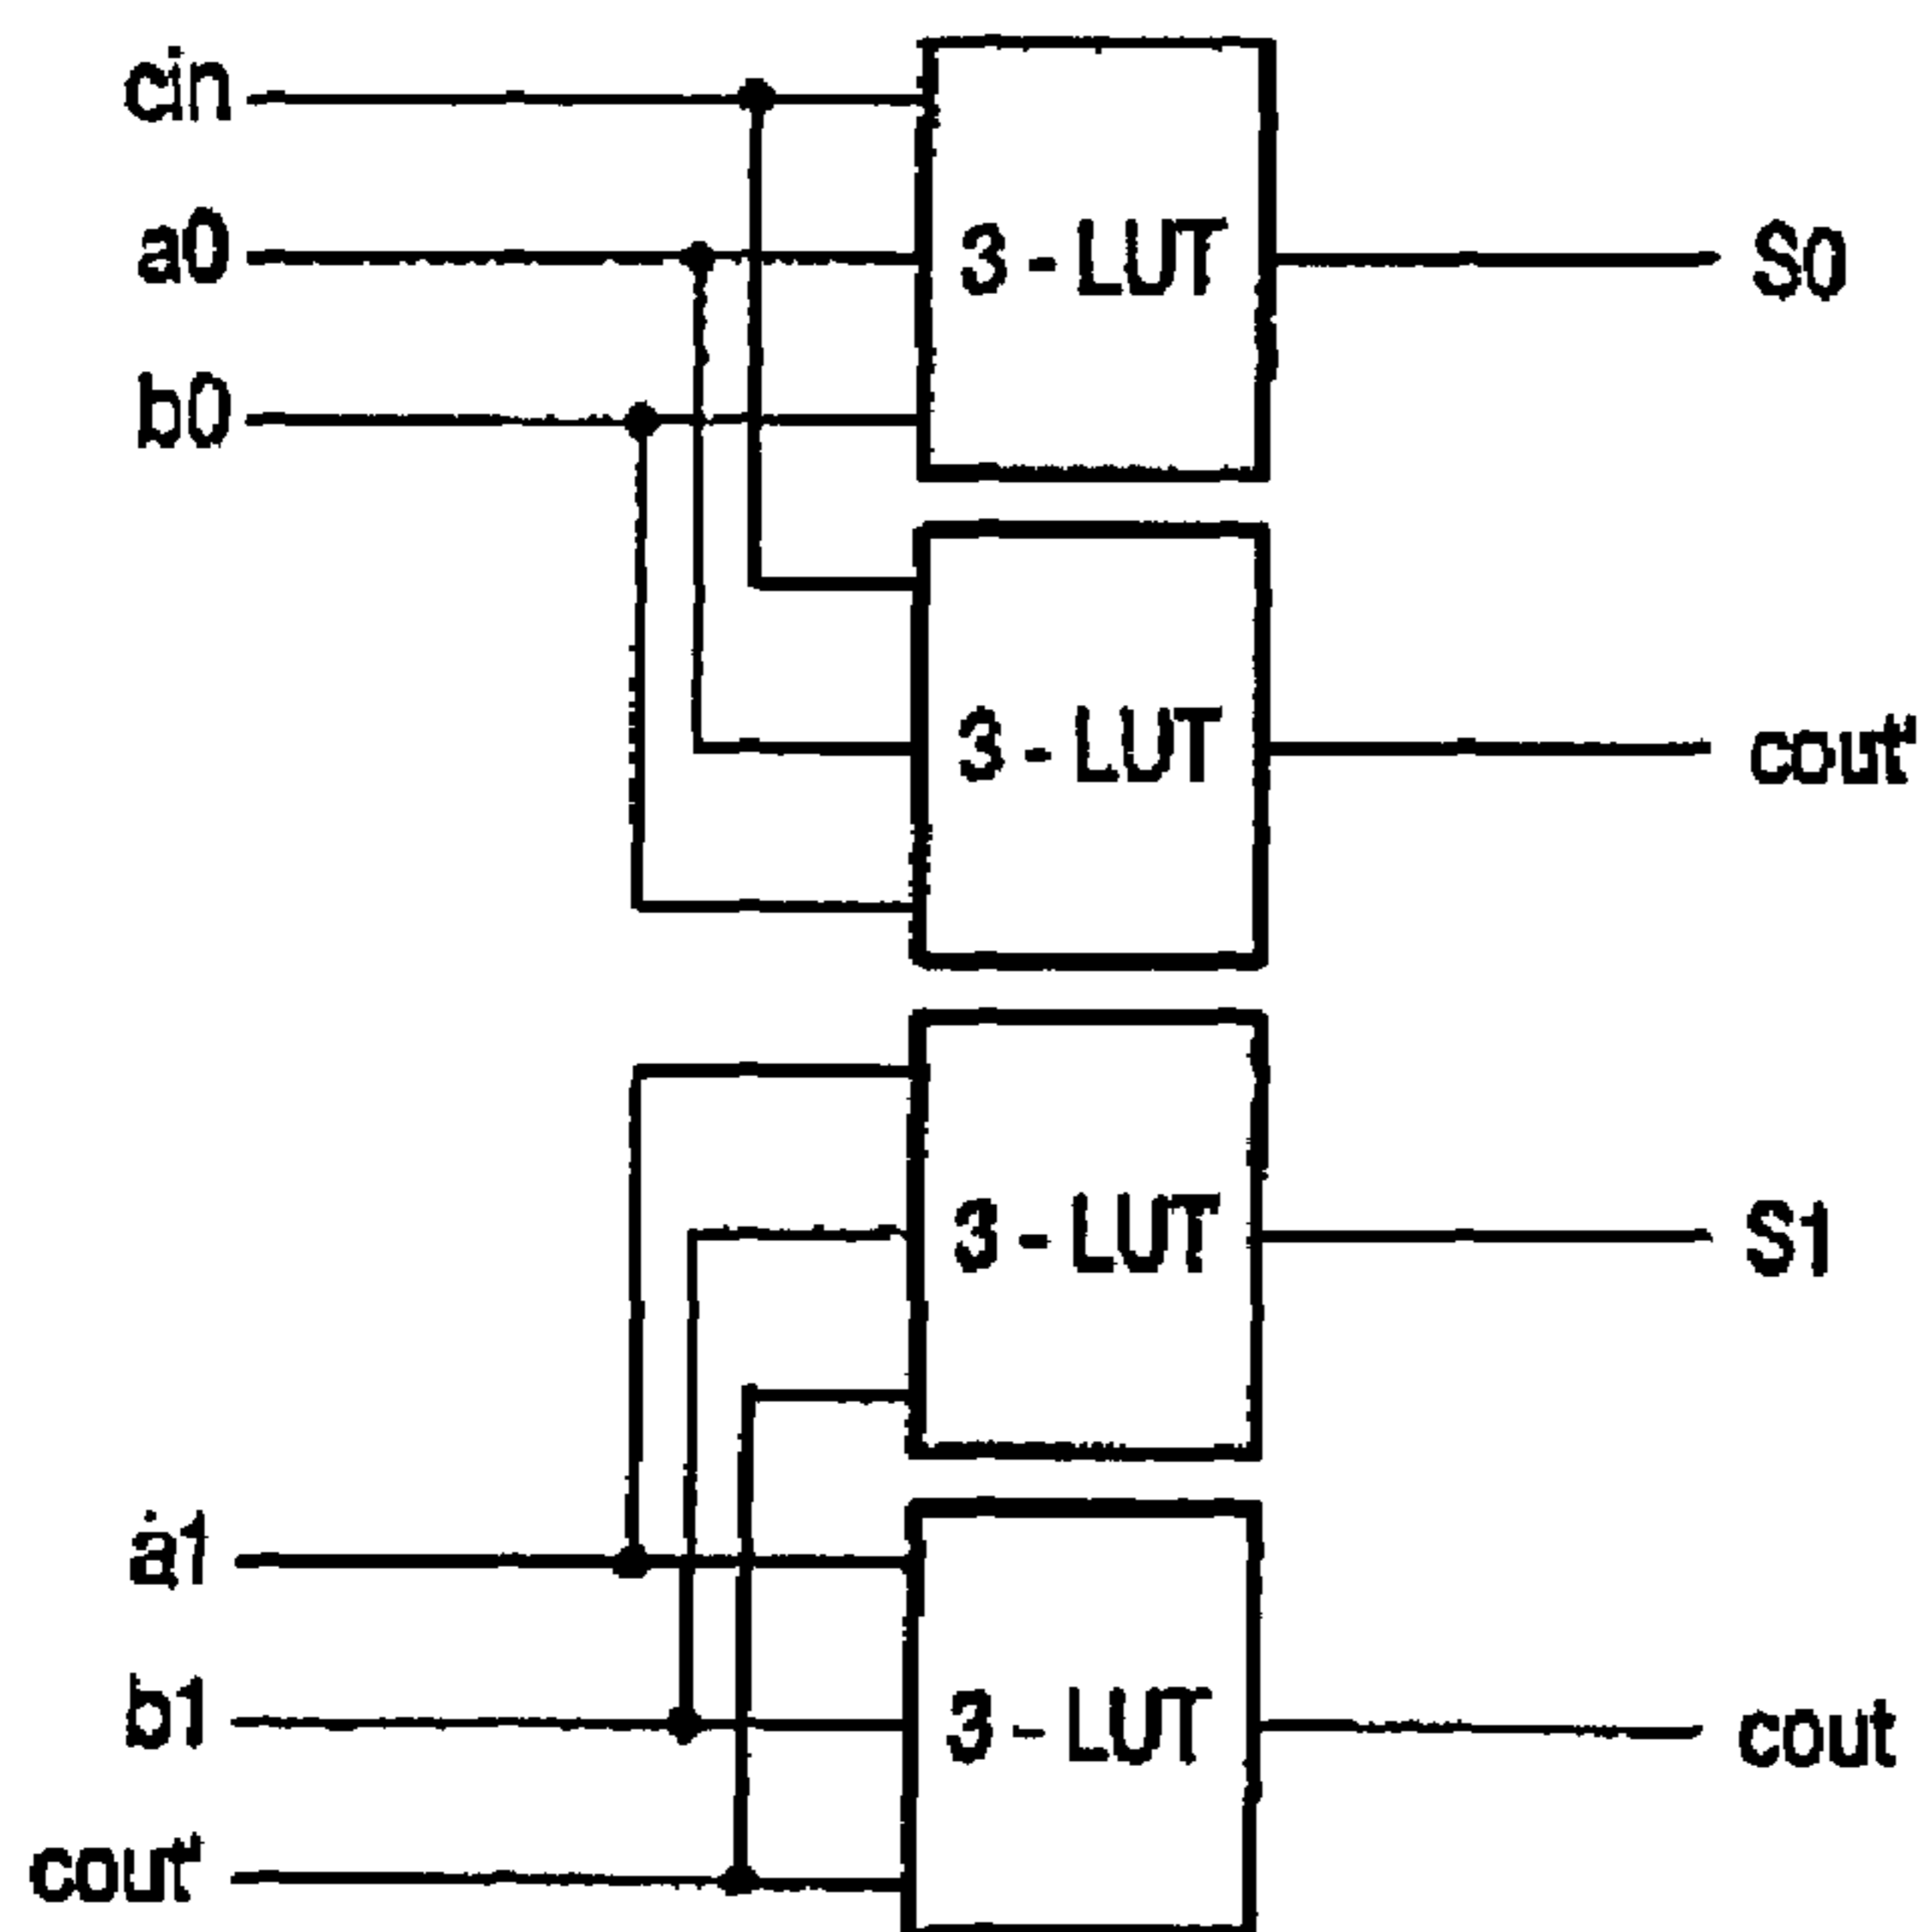 cin
a0
b0
3 - LUT
S0
3 - LUT
cout'
3 - LUT
S1
a1
b1
cout'
3 - LUT
cout